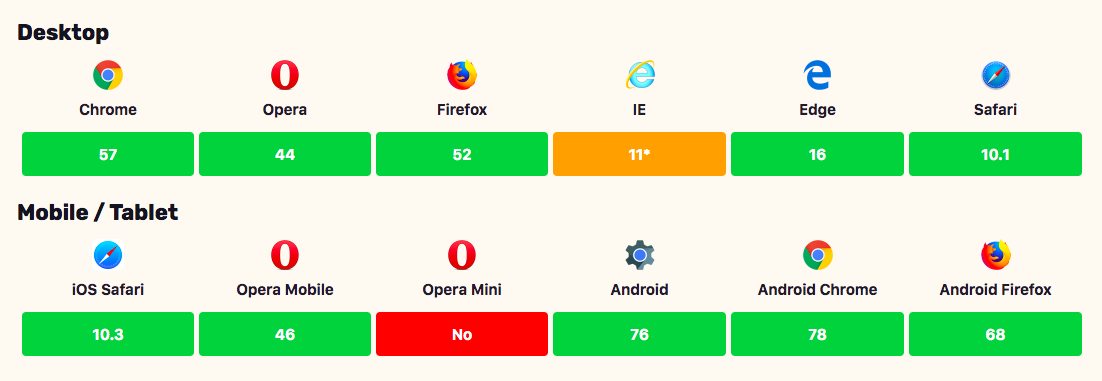 Desktop
Chrome Opera Firefox IE Edge Safari
57 44 52 11* 16 10.1
Mobile / Tablet
iOS Safari Opera Mobile Opera Mini Android Android Chrome Android Firefox
10.3 46 No 76 78 68